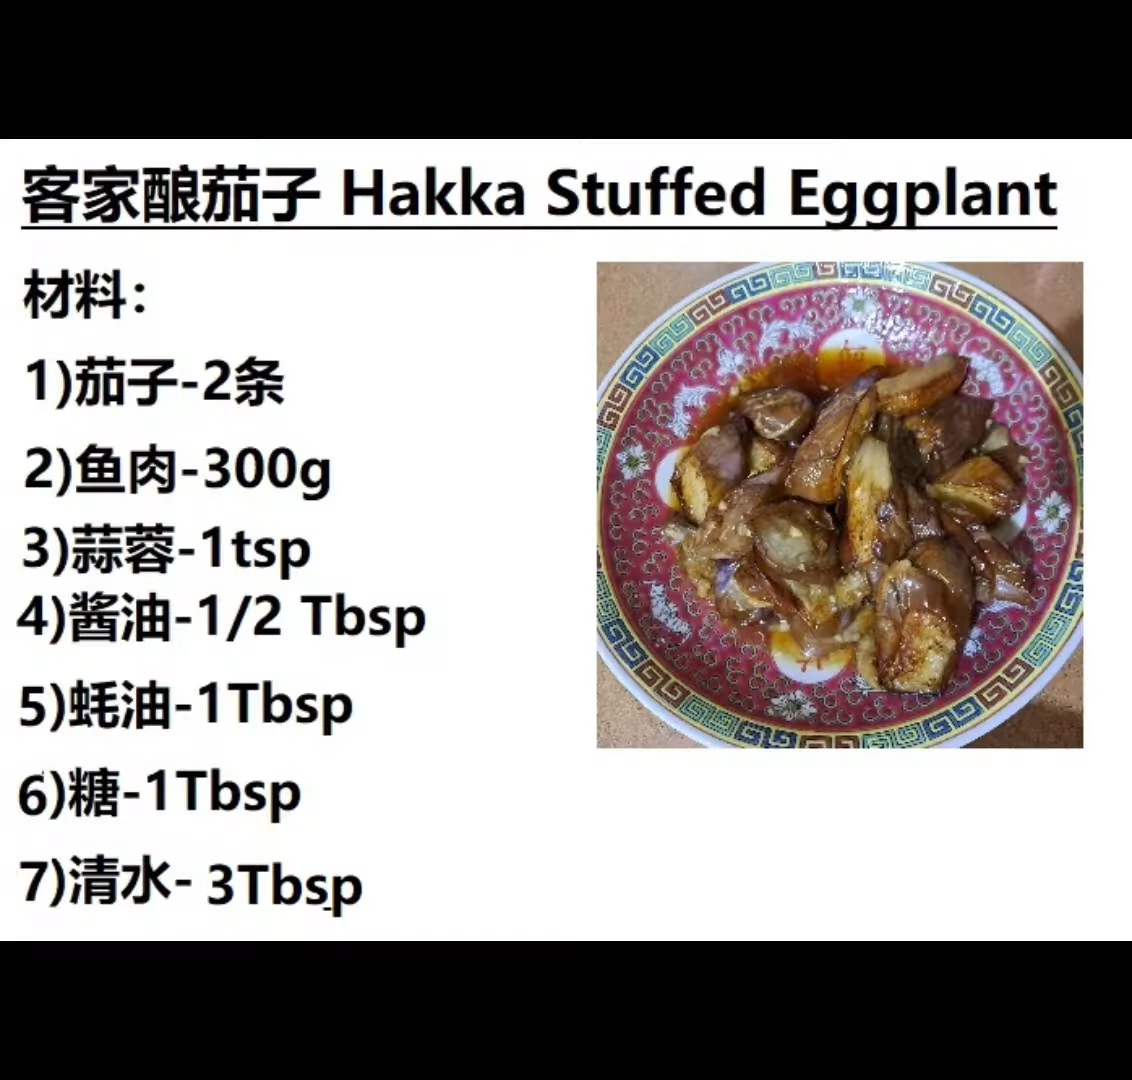 客家酿茄子 Hakka Stuffed Eggplant
材料：
1)茄子-2条
2)鱼肉-300g
3)蒜蓉-1tsp
4)酱油-1/2 Tbsp
5)蚝油-1Tbsp
6)糖-1Tbsp
7)清水- 3Tbsp